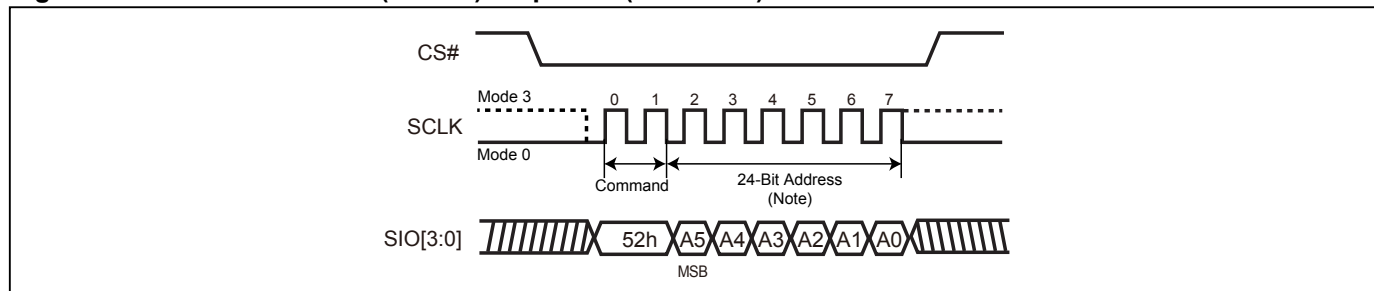 CS#
Mode 3
0 1 2 3 4 5 6 7
SCLK
Mode 0
Command
24-Bit Address
(Note)
SIO[3:0]
52h A5 A4 A3 A2 A1 A0
MSB